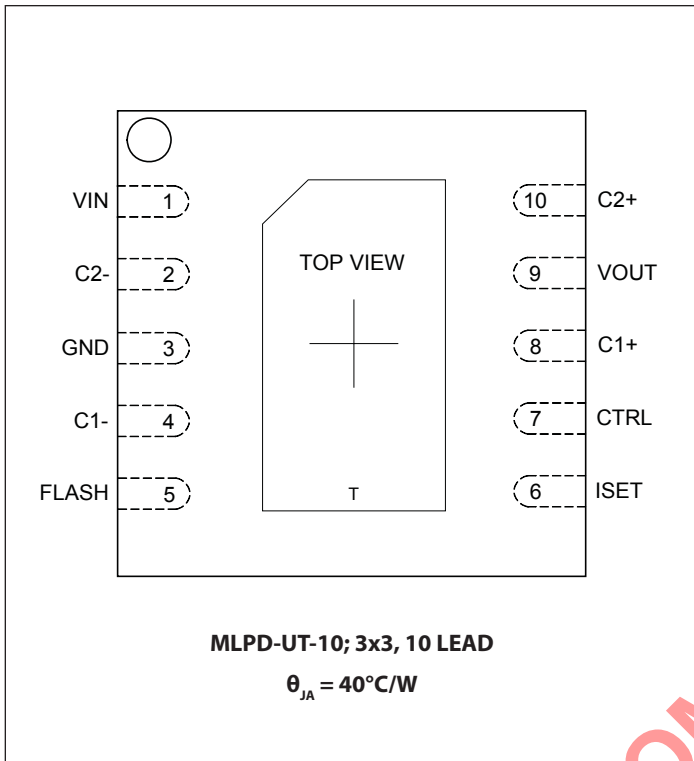 VIN 1
C2- 2
GND 3
C1- 4
FLASH 5
TOP VIEW
T
10 C2+
9 VOUT
8 C1+
7 CTRL
6 ISET
MLPD-UT-10; 3x3, 10 LEAD
θJA = 40°C/W